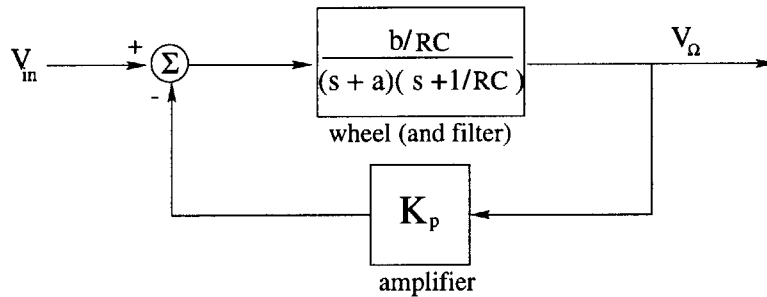 b/RC
V_in + Σ V_Ω
(s + a)( s +1/RC )
-
wheel (and filter)
K_p
amplifier